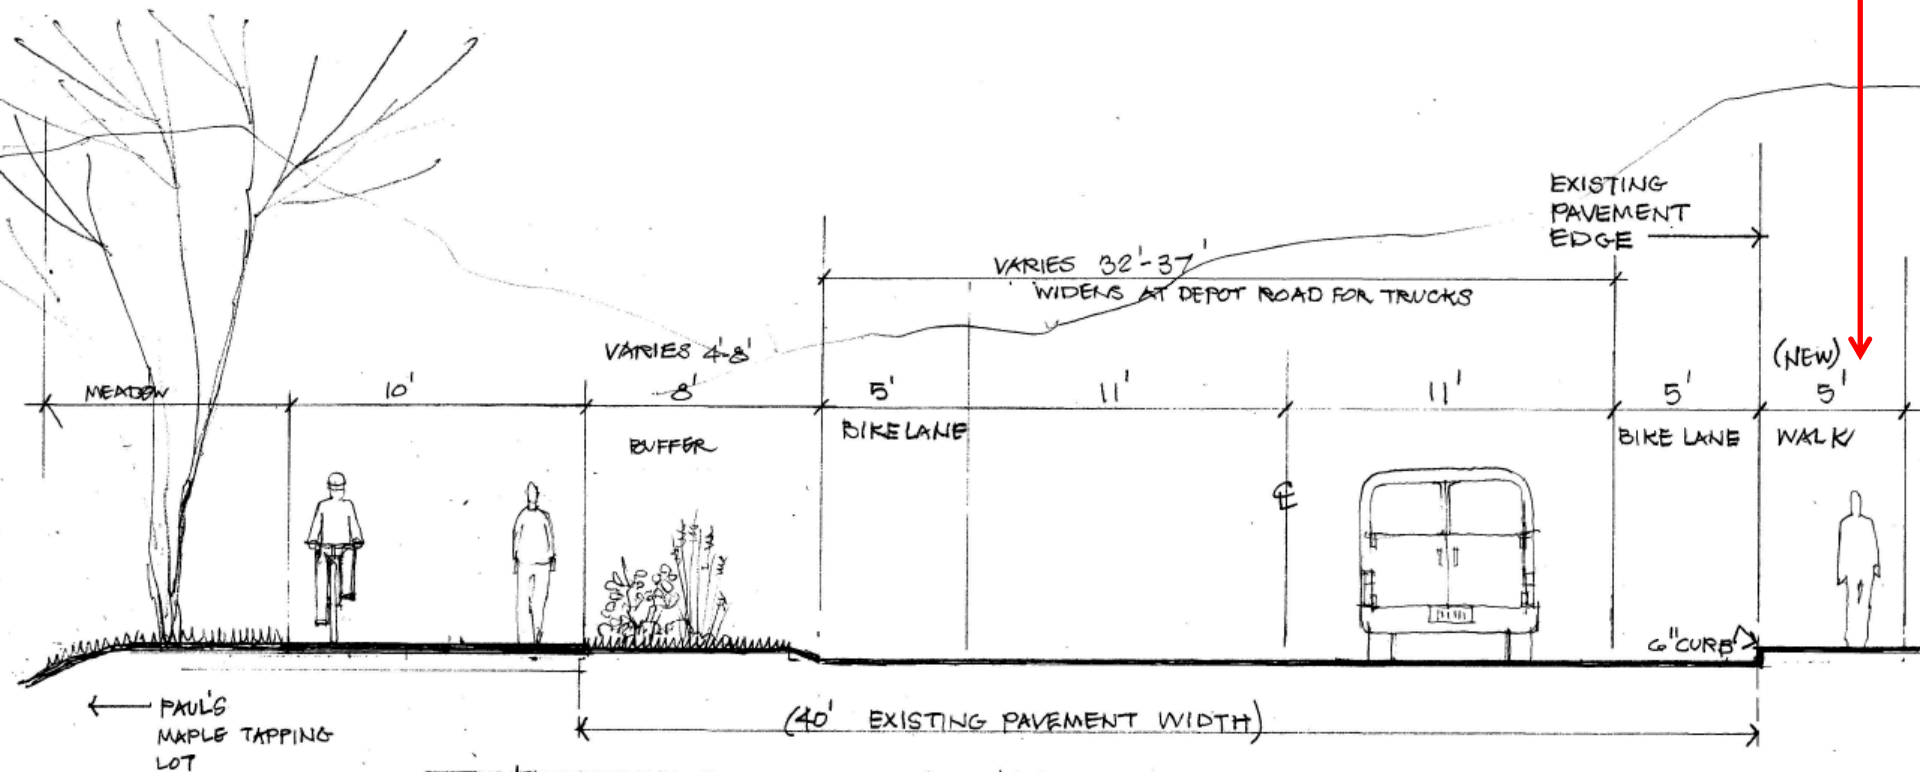 EXISTING
PAVEMENT
EDGE
VARIES 32'-37'
WIDENS AT DEPOT ROAD FOR TRUCKS
VARIES 4'-8'
(NEW)
MEADOW
10'
8'
5'
11'
11'
5'
5'
BUFFER
BIKE LANE
BIKE LANE
WALK
℄
6" CURB
← PAUL'S
MAPLE TAPPING
LOT
(40' EXISTING PAVEMENT WIDTH)